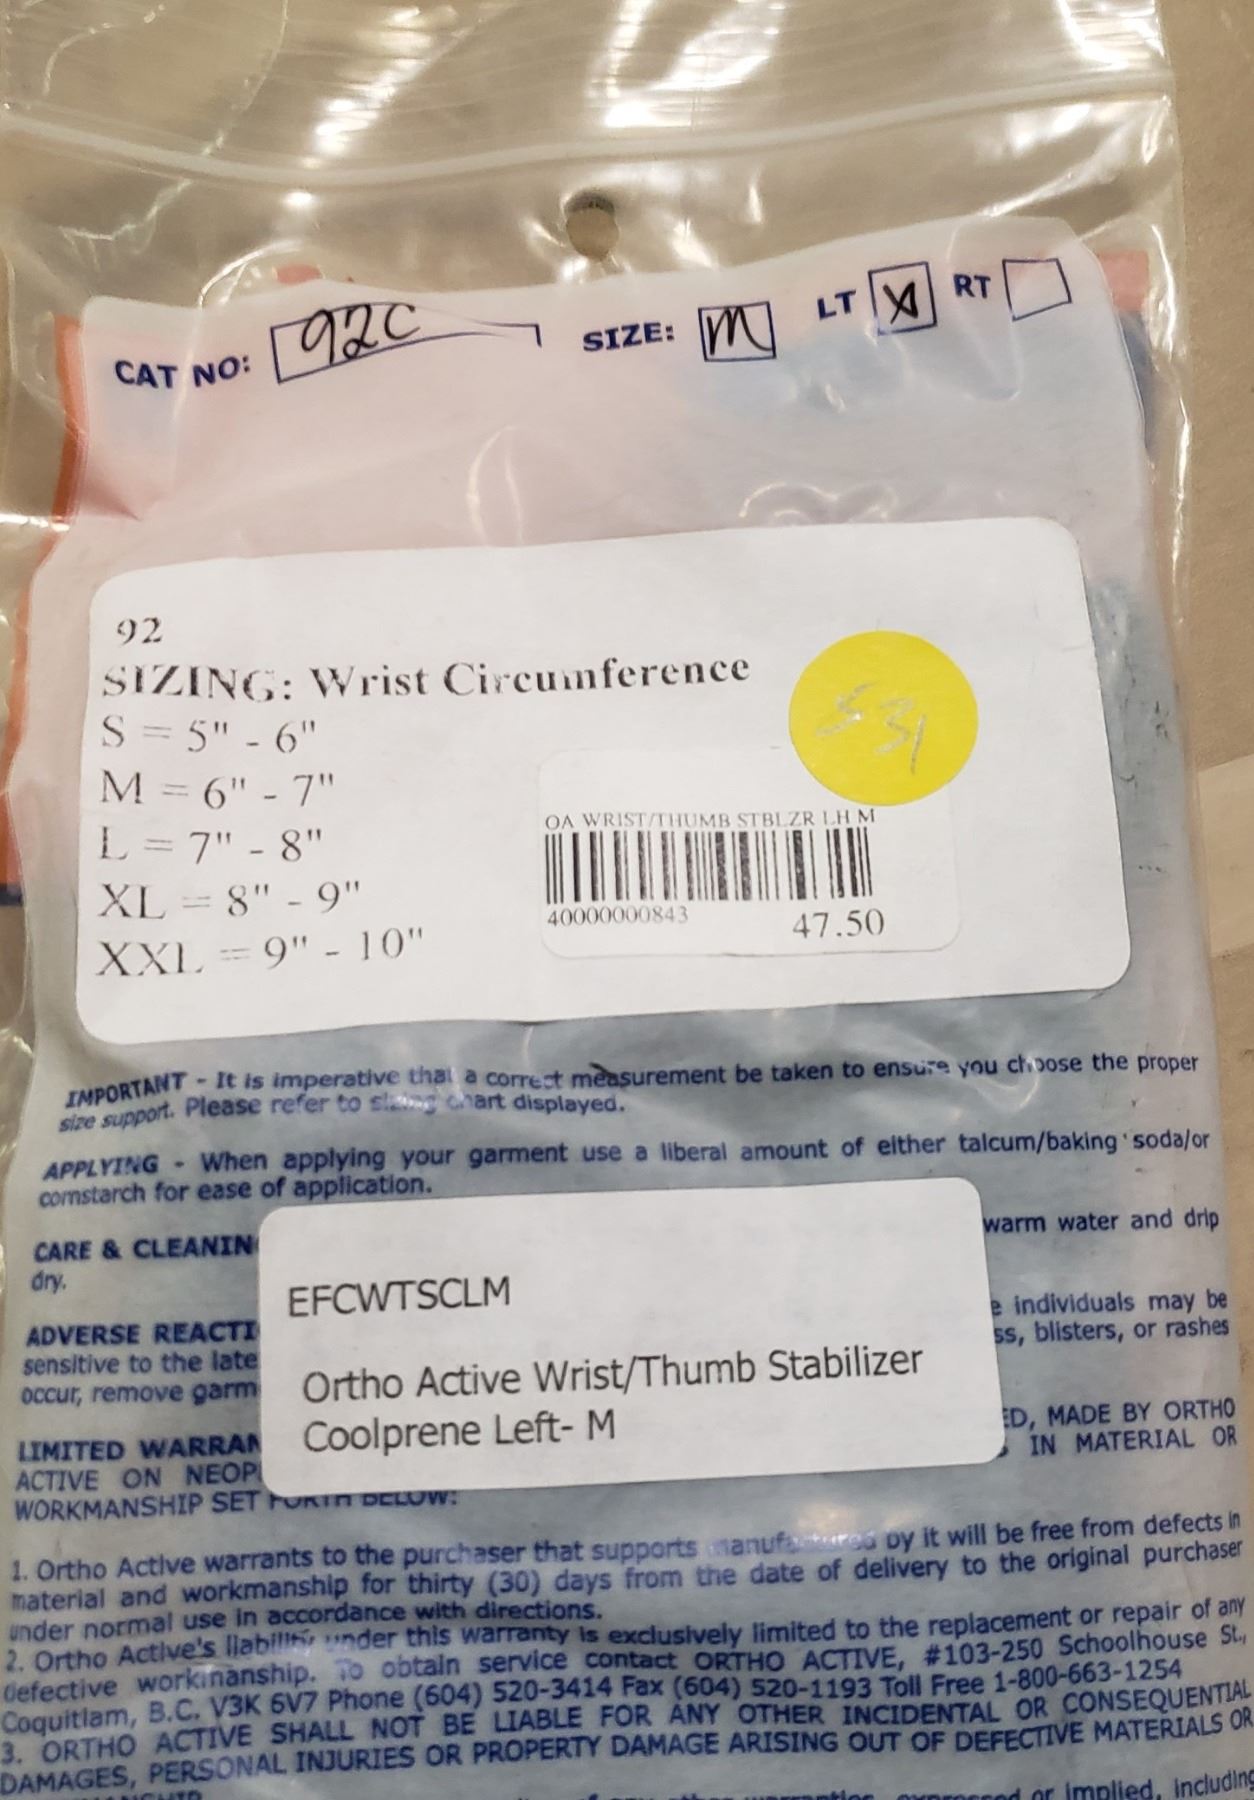 CAT NO: 92C SIZE: M LT X RT
92
SIZING: Wrist Circumference
S = 5" - 6"
M = 6" - 7"
L = 7" - 8"
XL = 8" - 9"
XXL = 9" - 10"
531
OA WRIST/THUMB STBLZR LH M
40000000843 47.50
IMPORTANT - It is imperative that a correct measurement be taken to ensure you choose the proper
size support. Please refer to sizing chart displayed.
APPLYING - When applying your garment use a liberal amount of either talcum/baking soda/or
cornstarch for ease of application.
CARE & CLEANIN warm water and drip
dry.
ADVERSE REACTI individuals may be
sensitive to the late ss, blisters, or rashes
occur, remove garm
LIMITED WARRAN ED, MADE BY ORTHO
ACTIVE ON NEOP IN MATERIAL OR
WORKMANSHIP SET FORTH BELOW:
EFCWTSCLM
Ortho Active Wrist/Thumb Stabilizer
Coolprene Left- M
1. Ortho Active warrants to the purchaser that supports manufactured by it will be free from defects in
material and workmanship for thirty (30) days from the date of delivery to the original purchaser
under normal use in accordance with directions.
2. Ortho Active's liability under this warranty is exclusively limited to the replacement or repair of any
defective workmanship. To obtain service contact ORTHO ACTIVE, #103-250 Schoolhouse St.,
Coquitlam, B.C. V3K 6V7 Phone (604) 520-3414 Fax (604) 520-1193 Toll Free 1-800-663-1254
3. ORTHO ACTIVE SHALL NOT BE LIABLE FOR ANY OTHER INCIDENTAL OR CONSEQUENTIAL
DAMAGES, PERSONAL INJURIES OR PROPERTY DAMAGE ARISING OUT OF DEFECTIVE MATERIALS OR
or implied, including